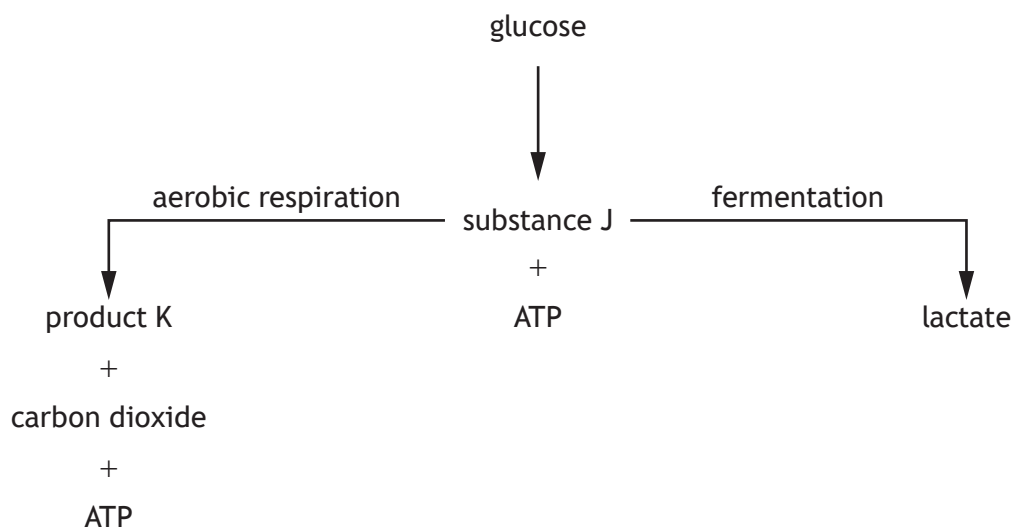 glucose
aerobic respiration
fermentation
substance J
+
ATP
product K
+
carbon dioxide
+
ATP
lactate